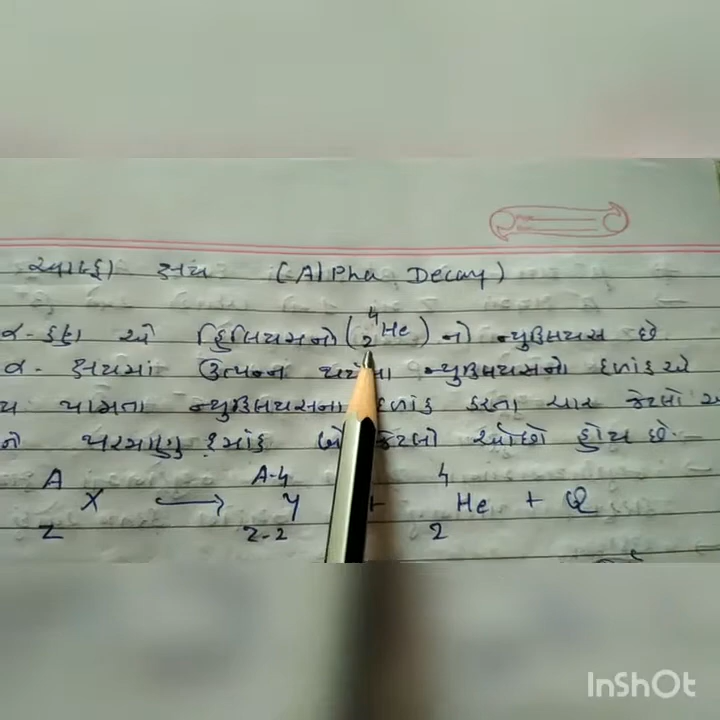 આલ્ફા ક્ષય (Alpha Decay)
α-કણ એ હિલિયમનો (⁴₂He) નો ન્યુક્લિયસ છે.
α-ક્ષયમાં ઉત્પન્ન થયેલા ન્યુક્લિયસનો દળાંક એ
ય પામતા ન્યુક્લિયસના દળાંક કરતા ચાર જેટલો અ
ને પરમાણુ ક્રમાંક બે જેટલો ઓછો હોય છે.
ᴬ_Z X ⟶ ᴬ⁻⁴_Z-2 Y + ⁴₂He + Q
InShOt